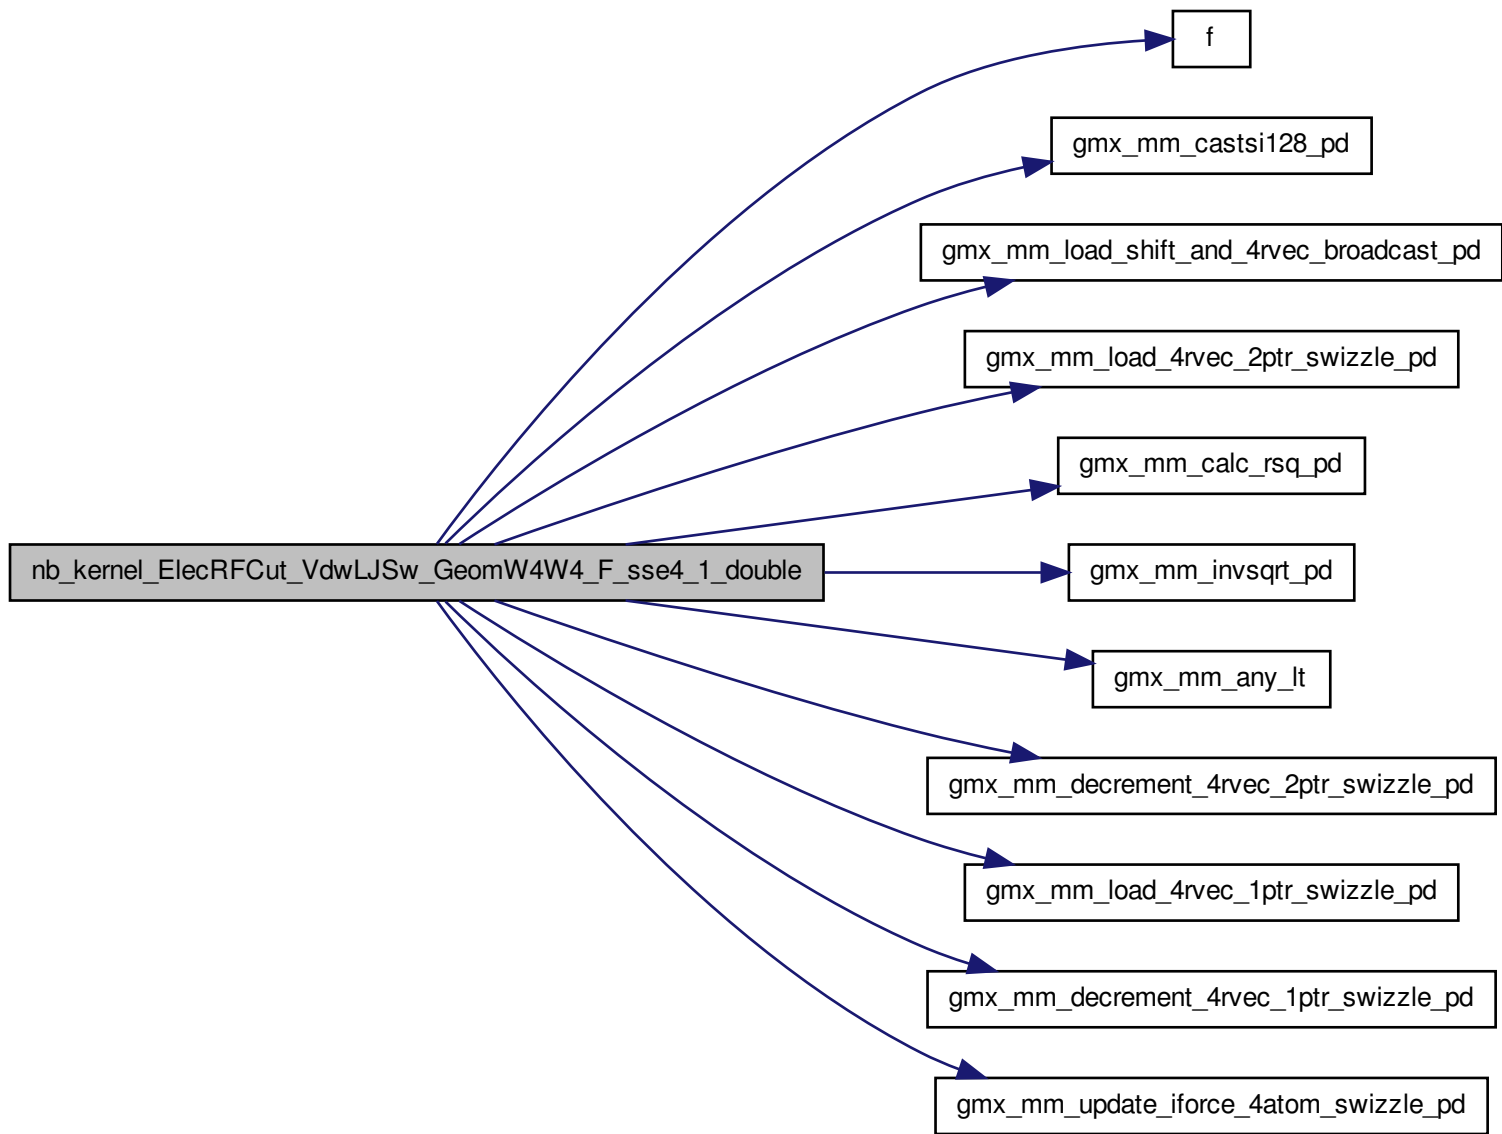 f
gmx_mm_castsi128_pd
gmx_mm_load_shift_and_4rvec_broadcast_pd
gmx_mm_load_4rvec_2ptr_swizzle_pd
gmx_mm_calc_rsq_pd
nb_kernel_ElecRFCut_VdwLJSw_GeomW4W4_F_sse4_1_double
gmx_mm_invsqrt_pd
gmx_mm_any_lt
gmx_mm_decrement_4rvec_2ptr_swizzle_pd
gmx_mm_load_4rvec_1ptr_swizzle_pd
gmx_mm_decrement_4rvec_1ptr_swizzle_pd
gmx_mm_update_iforce_4atom_swizzle_pd